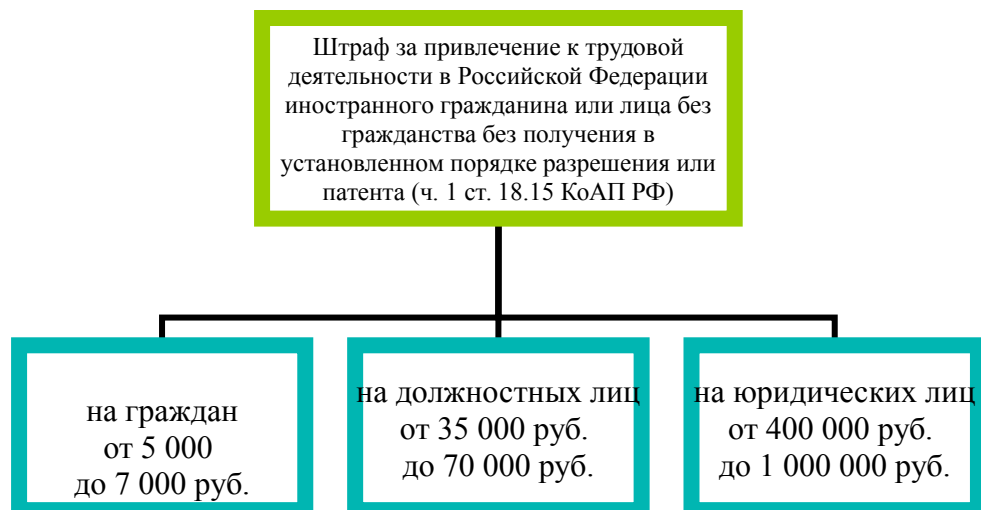 Штраф за привлечение к трудовой
деятельности в Российской Федерации
иностранного гражданина или лица без
гражданства без получения в
установленном порядке разрешения или
патента (ч. 1 ст. 18.15 КоАП РФ)
на граждан
от 5 000
до 7 000 руб.
на должностных лиц
от 35 000 руб.
до 70 000 руб.
на юридических лиц
от 400 000 руб.
до 1 000 000 руб.